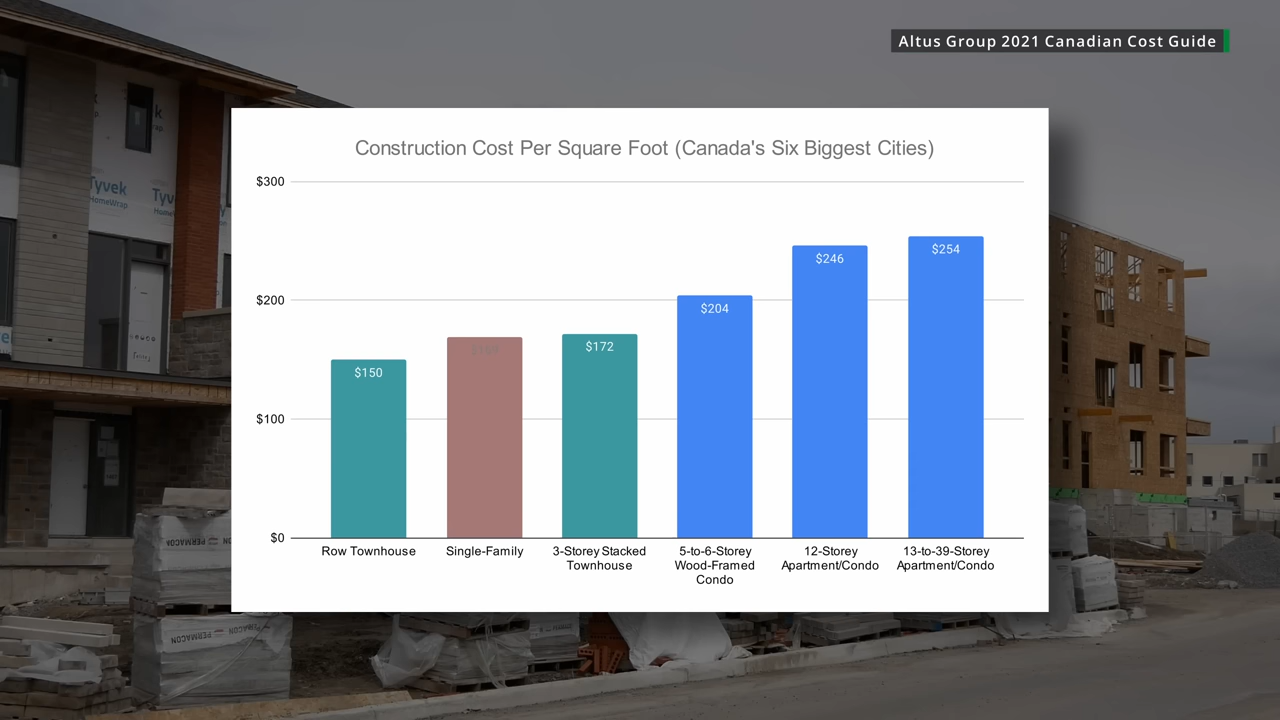 Altus Group 2021 Canadian Cost Guide
Construction Cost Per Square Foot (Canada's Six Biggest Cities)
$300
$254
$246
$204
$200
$172
$150
$100
$0
Row Townhouse
Single-Family
3-Storey Stacked
Townhouse
5-to-6-Storey
Wood-Framed
Condo
12-Storey
Apartment/Condo
13-to-39-Storey
Apartment/Condo
Tyvek
HomeWrap
Tyvek
PERMACON
PERMACON
PERMACON
PERMACON